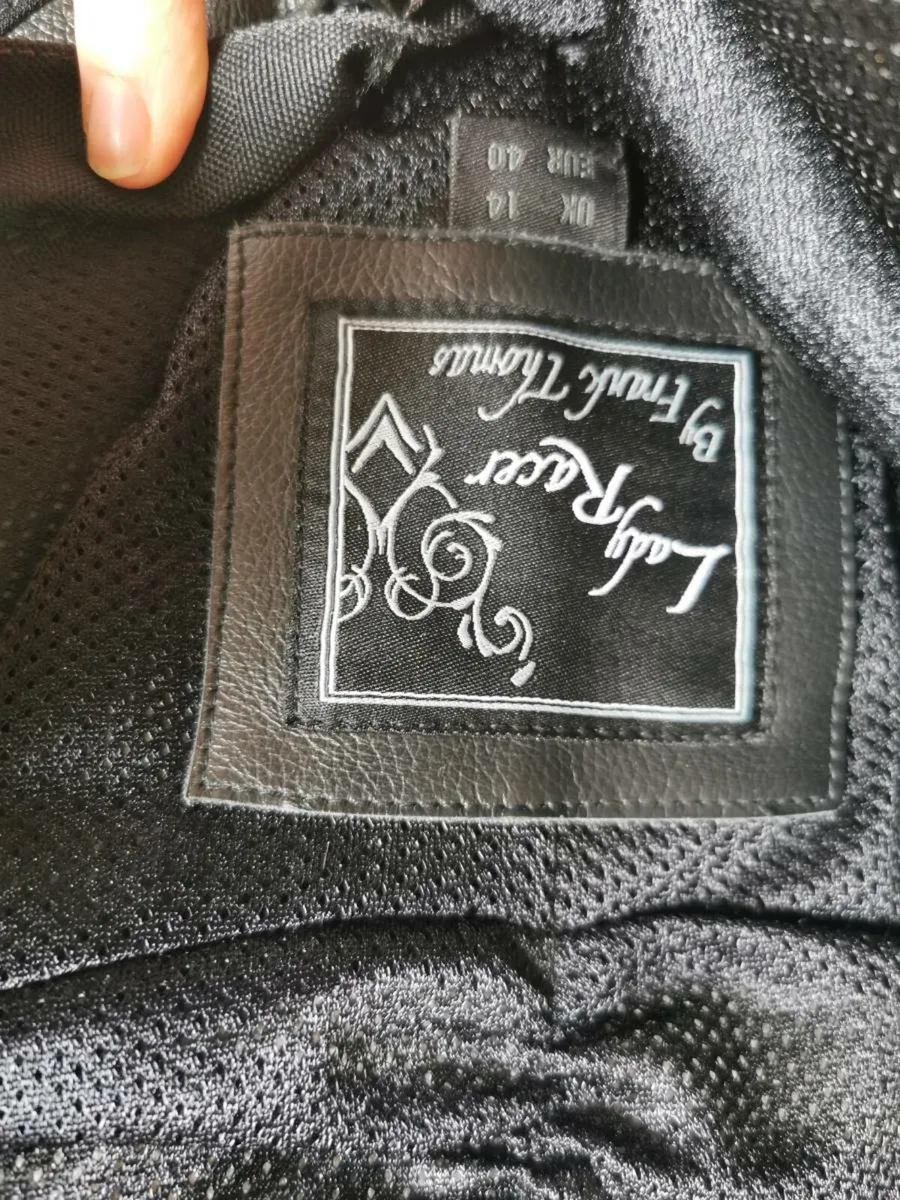 Lady
Racer
By Frank Thomas
UK 14
EUR 40